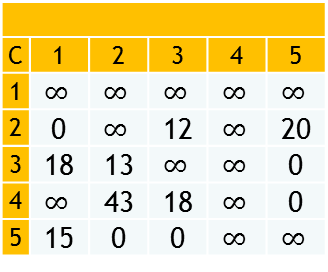 C 1 2 3 4 5
1 ∞ ∞ ∞ ∞ ∞
2 0 ∞ 12 ∞ 20
3 18 13 ∞ ∞ 0
4 ∞ 43 18 ∞ 0
5 15 0 0 ∞ ∞